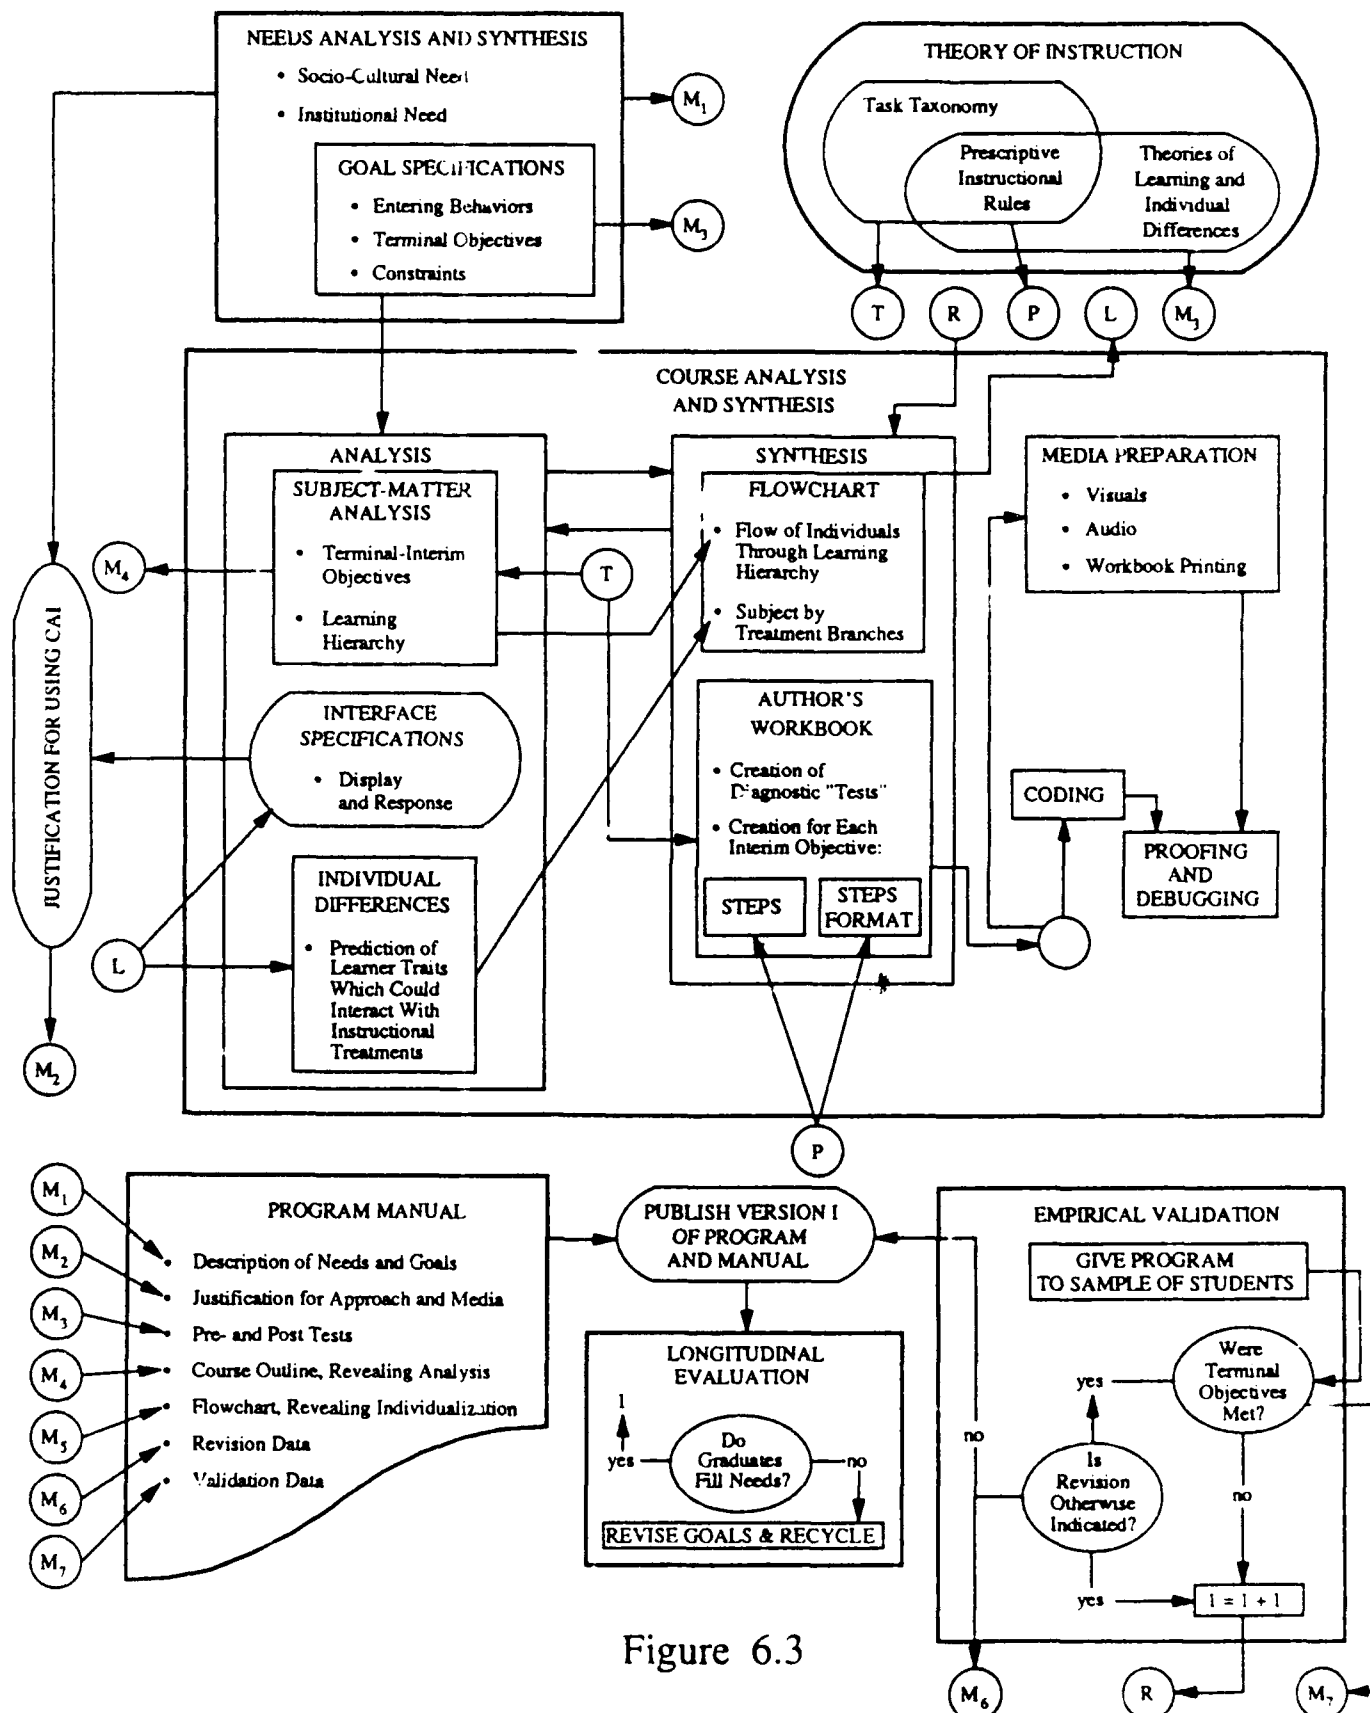 NEEDS ANALYSIS AND SYNTHESIS
• Socio-Cultural Need
• Institutional Need
GOAL SPECIFICATIONS
• Entering Behaviors
• Terminal Objectives
• Constraints
M1
M3
THEORY OF INSTRUCTION
Task Taxonomy
Prescriptive
Instructional
Rules
Theories of
Learning and
Individual
Differences
T
R
P
L
M3
COURSE ANALYSIS
AND SYNTHESIS
ANALYSIS
SUBJECT-MATTER
ANALYSIS
• Terminal-Interim
Objectives
• Learning
Hierarchy
M4
T
INTERFACE
SPECIFICATIONS
• Display
and Response
INDIVIDUAL
DIFFERENCES
• Prediction of
Learner Traits
Which Could
Interact With
Instructional
Treatments
JUSTIFICATION FOR USING CAI
L
M2
SYNTHESIS
FLOWCHART
• Flow of Individuals
Through Learning
Hierarchy
• Subject by
Treatment Branches
AUTHOR'S
WORKBOOK
• Creation of
Diagnostic "Tests"
• Creation for Each
Interim Objective:
STEPS
STEPS
FORMAT
MEDIA PREPARATION
• Visuals
• Audio
• Workbook Printing
CODING
PROOFING
AND
DEBUGGING
P
M1
M2
M3
M4
M5
M6
M7
PROGRAM MANUAL
• Description of Needs and Goals
• Justification for Approach and Media
• Pre- and Post Tests
• Course Outline, Revealing Analysis
• Flowchart, Revealing Individualization
• Revision Data
• Validation Data
PUBLISH VERSION I
OF PROGRAM
AND MANUAL
LONGITUDINAL
EVALUATION
1
yes
Do
Graduates
Fill Needs?
no
REVISE GOALS & RECYCLE
EMPIRICAL VALIDATION
GIVE PROGRAM
TO SAMPLE OF STUDENTS
Were
Terminal
Objectives
Met?
yes
no
Is
Revision
Otherwise
Indicated?
no
yes
1 = 1 + 1
M6
R
M7
Figure 6.3